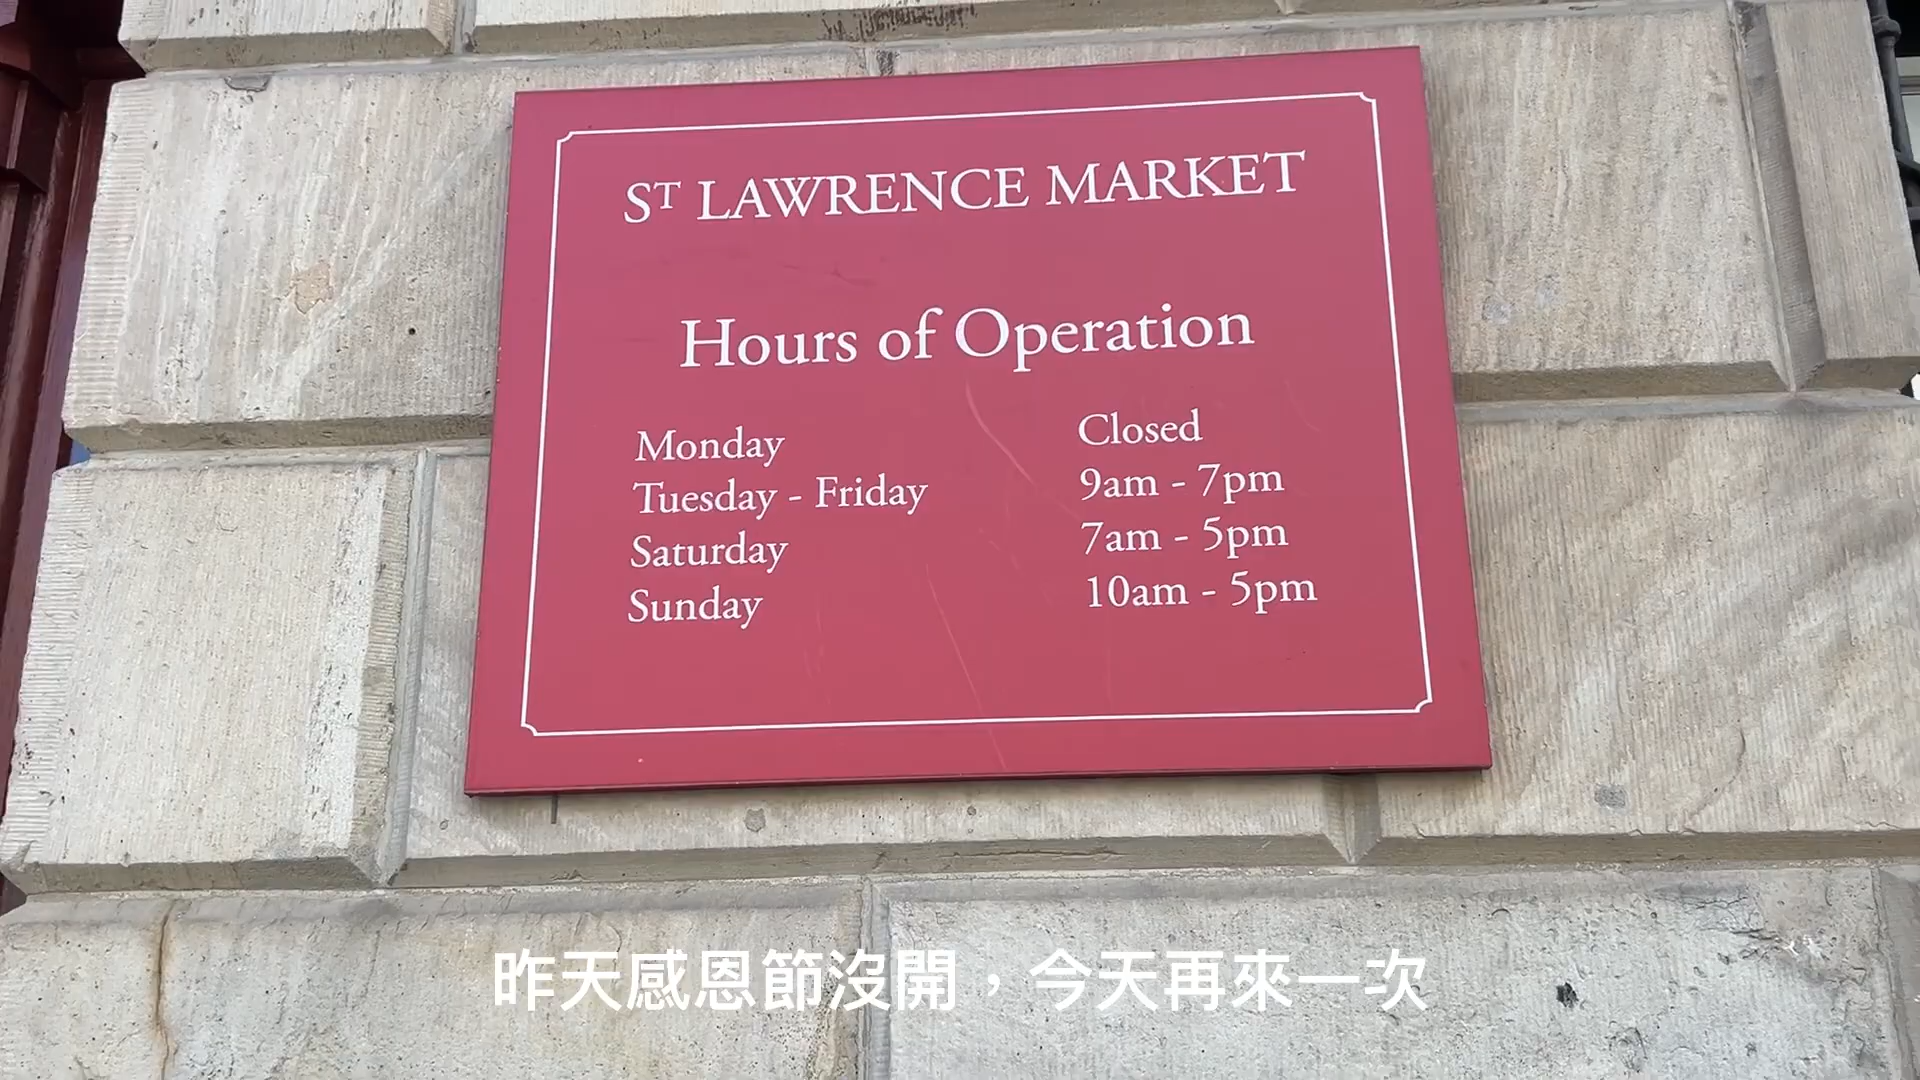 ST LAWRENCE MARKET
Hours of Operation
Monday Closed
Tuesday - Friday 9am - 7pm
Saturday 7am - 5pm
Sunday 10am - 5pm
昨天感恩節沒開，今天再來一次